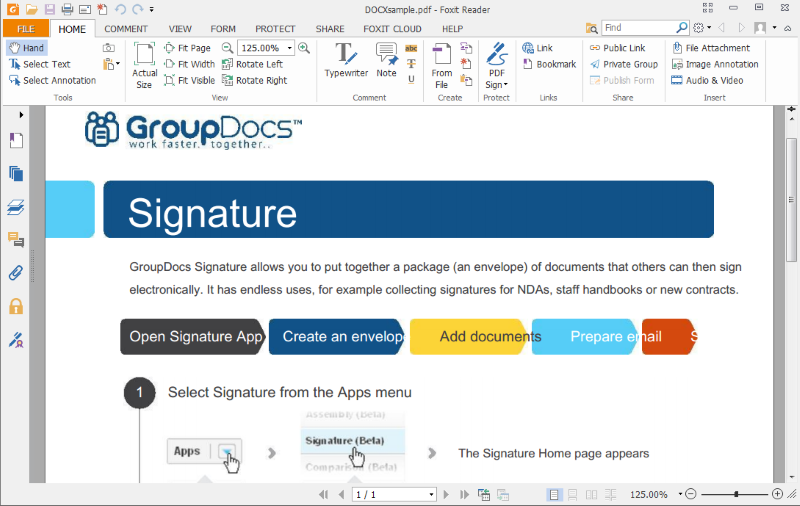 DOCXsample.pdf - Foxit Reader
FILE HOME COMMENT VIEW FORM PROTECT SHARE FOXIT CLOUD HELP Find
Hand
Select Text
Select Annotation
Tools
Actual Size
Fit Page
Fit Width
Fit Visible
125.00%
Rotate Left
Rotate Right
View
Typewriter
Note
abc
T
U
Comment
From File
Create
PDF Sign
Protect
Link
Bookmark
Links
Public Link
Private Group
Publish Form
Share
File Attachment
Image Annotation
Audio & Video
Insert
GroupDocs™
work faster. together..
Signature
GroupDocs Signature allows you to put together a package (an envelope) of documents that others can then sign
electronically. It has endless uses, for example collecting signatures for NDAs, staff handbooks or new contracts.
Open Signature App Create an envelop Add documents Prepare email S
1 Select Signature from the Apps menu
Assembly (Beta)
Apps Signature (Beta) The Signature Home page appears
Comparison (Beta)
1 / 1 125.00%